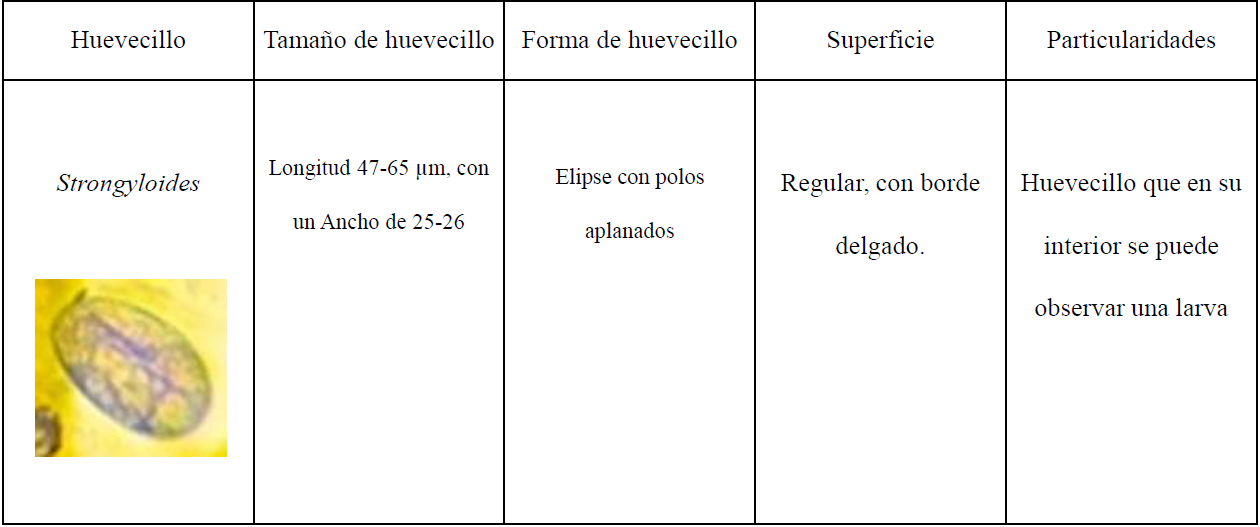 Huevecillo
Tamaño de huevecillo
Forma de huevecillo
Superficie
Particularidades
Strongyloides
Longitud 47-65 µm, con
un Ancho de 25-26
Elipse con polos
aplanados
Regular, con borde
delgado.
Huevecillo que en su
interior se puede
observar una larva